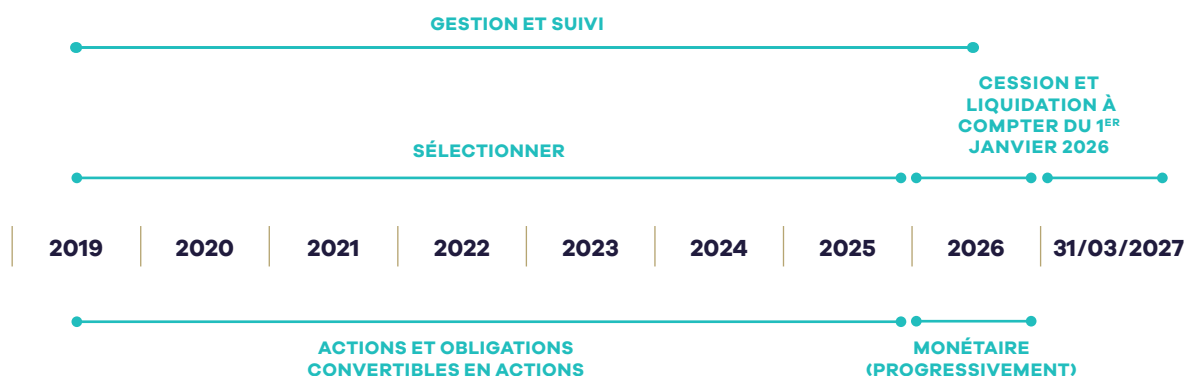 GESTION ET SUIVI
CESSION ET
LIQUIDATION À
COMPTER DU 1ER
JANVIER 2026
SÉLECTIONNER
2019 2020 2021 2022 2023 2024 2025 2026 31/03/2027
ACTIONS ET OBLIGATIONS
CONVERTIBLES EN ACTIONS
MONÉTAIRE
(PROGRESSIVEMENT)